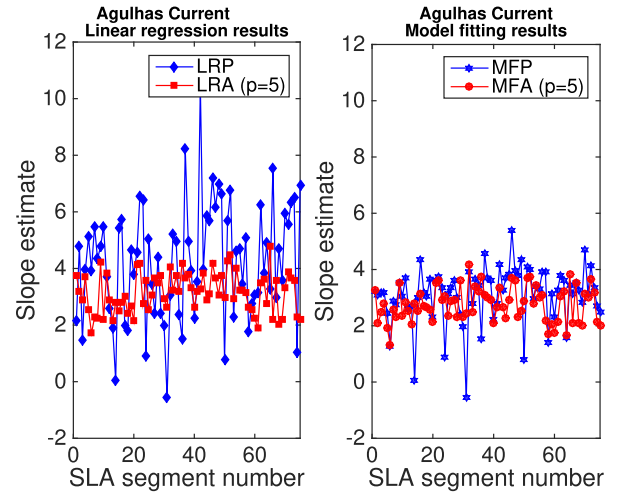 Agulhas Current
Linear regression results
LRP
LRA (p=5)
Slope estimate
12
10
8
6
4
2
0
-2
0
20
40
60
SLA segment number
Agulhas Current
Model fitting results
MFP
MFA (p=5)
Slope estimate
12
10
8
6
4
2
0
-2
0
20
40
60
SLA segment number